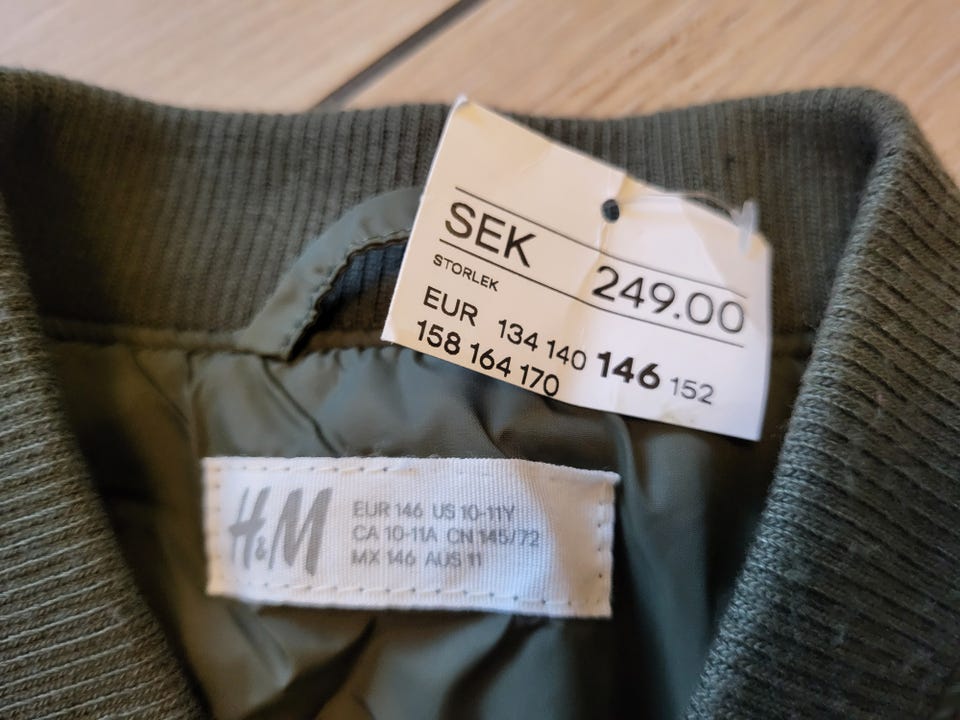 SEK 249.00
STORLEK
EUR 134 140 146 152
158 164 170
H&M
EUR 146 US 10-11Y
CA 10-11A CN 145/72
MX 146 AUS 11